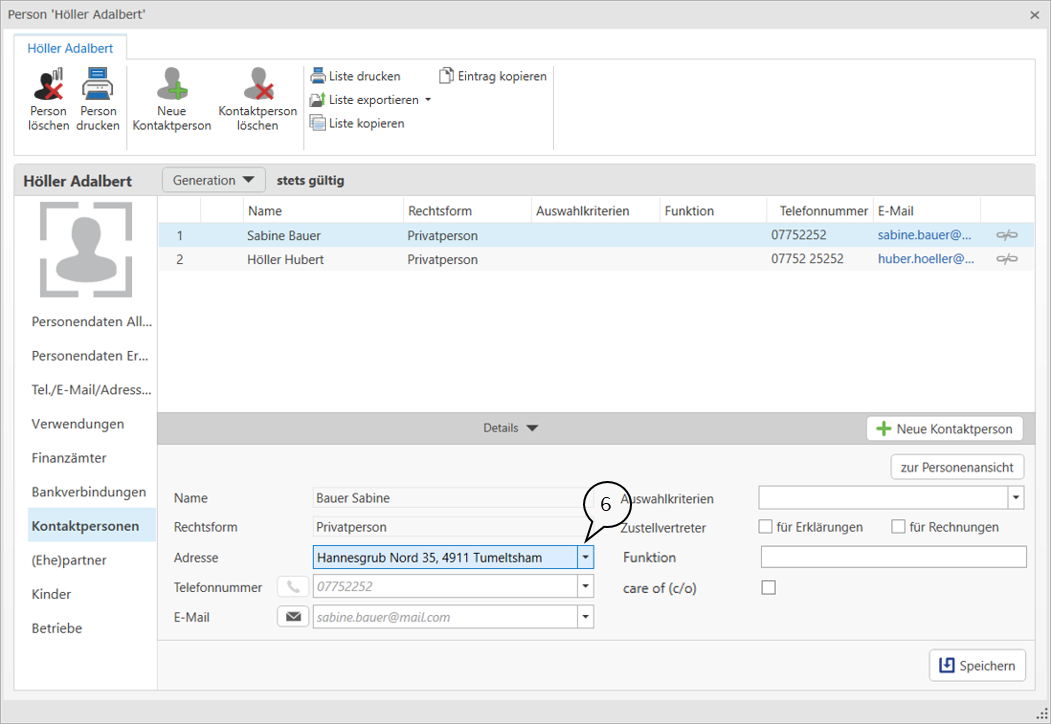 Person 'Höller Adalbert'
Höller Adalbert
Person löschen
Person drucken
Neue Kontaktperson
Kontaktperson löschen
Liste drucken
Liste exportieren
Liste kopieren
Eintrag kopieren
Höller Adalbert
Generation
stets gültig
Name Rechtsform Auswahlkriterien Funktion Telefonnummer E-Mail
1 Sabine Bauer Privatperson 07752252 sabine.bauer@...
2 Höller Hubert Privatperson 07752 25252 huber.hoeller@...
Personendaten All...
Personendaten Er...
Tel./E-Mail/Adress...
Verwendungen
Finanzämter
Bankverbindungen
Kontaktpersonen
(Ehe)partner
Kinder
Betriebe
Details
Neue Kontaktperson
zur Personenansicht
Name Bauer Sabine
Rechtsform Privatperson
Adresse Hannesgrub Nord 35, 4911 Tumeltsham
Telefonnummer 07752252
E-Mail sabine.bauer@mail.com
6
Auswahlkriterien
Zustellvertreter für Erklärungen für Rechnungen
Funktion
care of (c/o)
Speichern